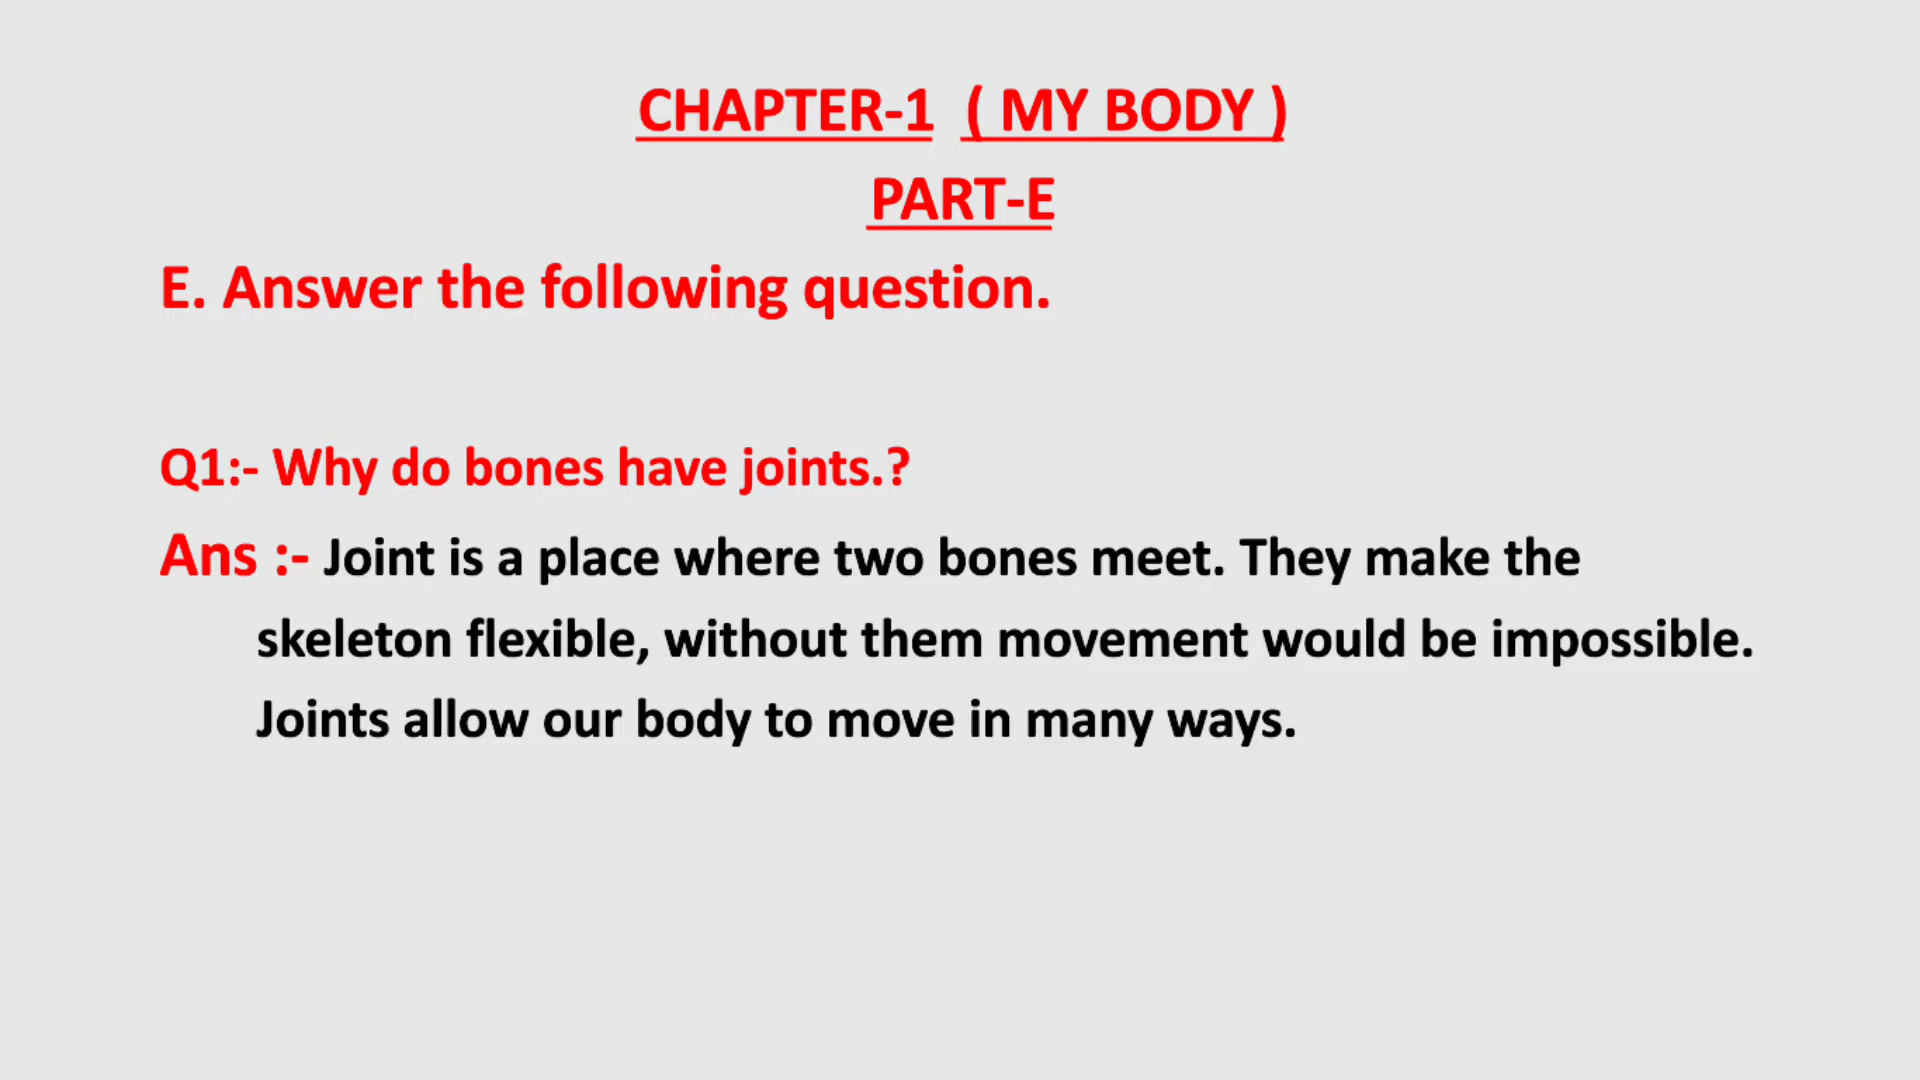 CHAPTER-1 ( MY BODY )
PART-E
E. Answer the following question.
Q1:- Why do bones have joints.?
Ans :- Joint is a place where two bones meet. They make the
skeleton flexible, without them movement would be impossible.
Joints allow our body to move in many ways.